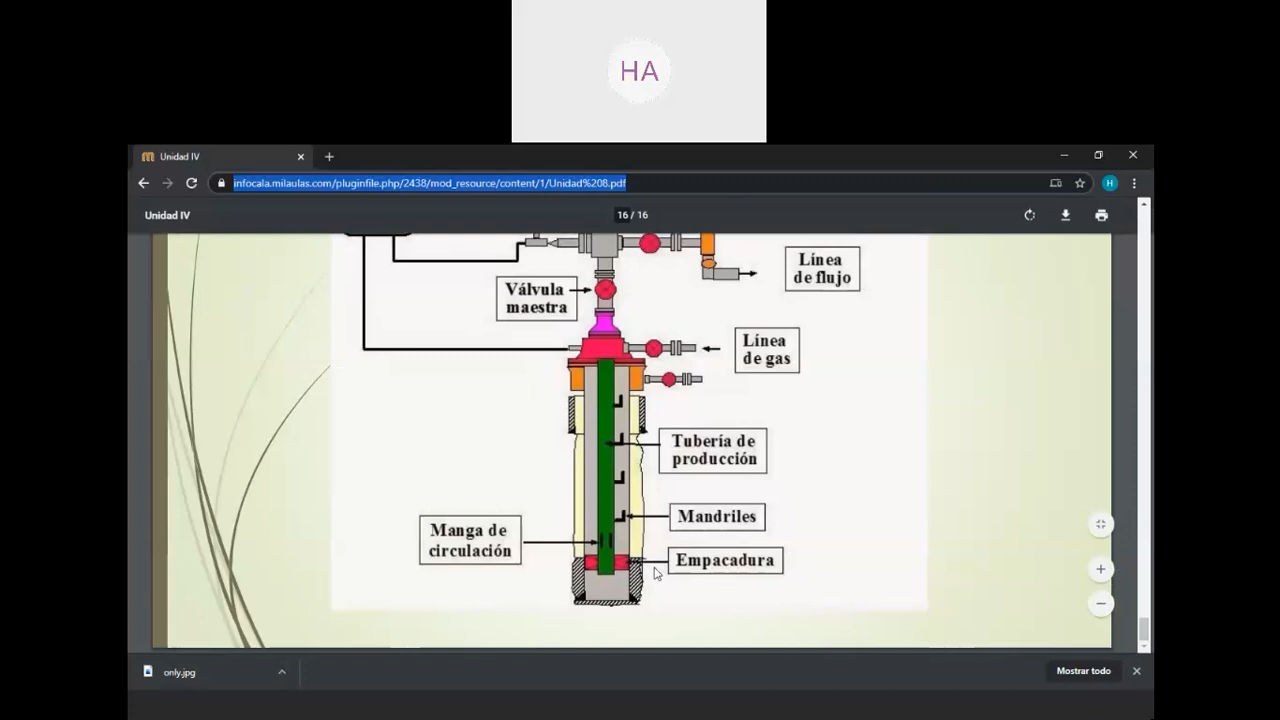 HA
Unidad IV
infocala.milaulas.com/pluginfile.php/2438/mod_resource/content/1/Unidad%208.pdf
H
Unidad IV
16 / 16
Línea
de flujo
Válvula
maestra
Línea
de gas
Tubería de
producción
Mandriles
Manga de
circulación
Empacadura
only.jpg
Mostrar todo